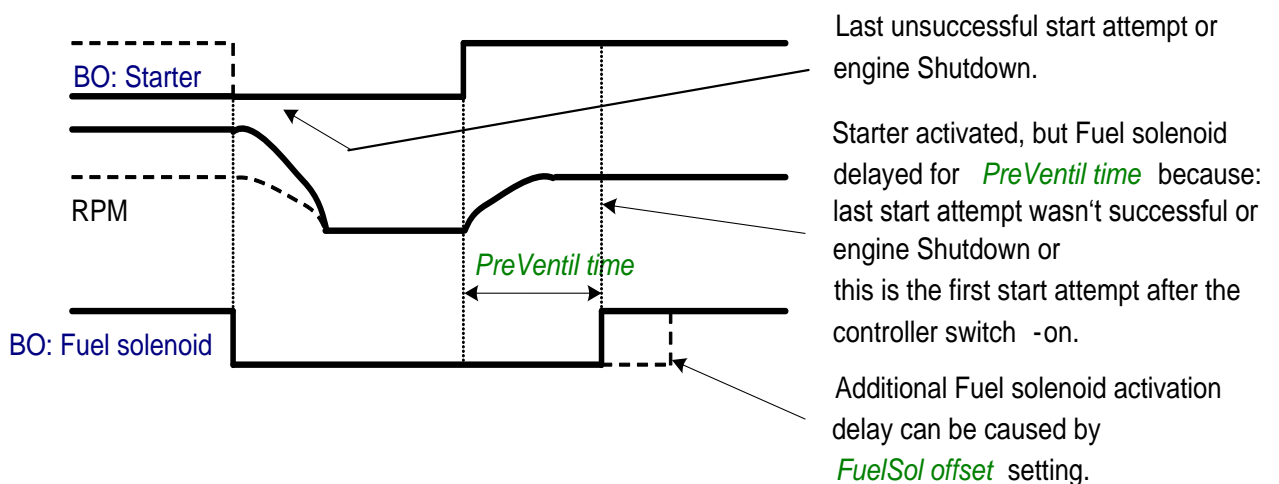 BO: Starter
RPM
PreVentil time
BO: Fuel solenoid
Last unsuccessful start attempt or
engine Shutdown.
Starter activated, but Fuel solenoid
delayed for PreVentil time because:
last start attempt wasn‘t successful or
engine Shutdown or
this is the first start attempt after the
controller switch -on.
Additional Fuel solenoid activation
delay can be caused by
FuelSol offset setting.